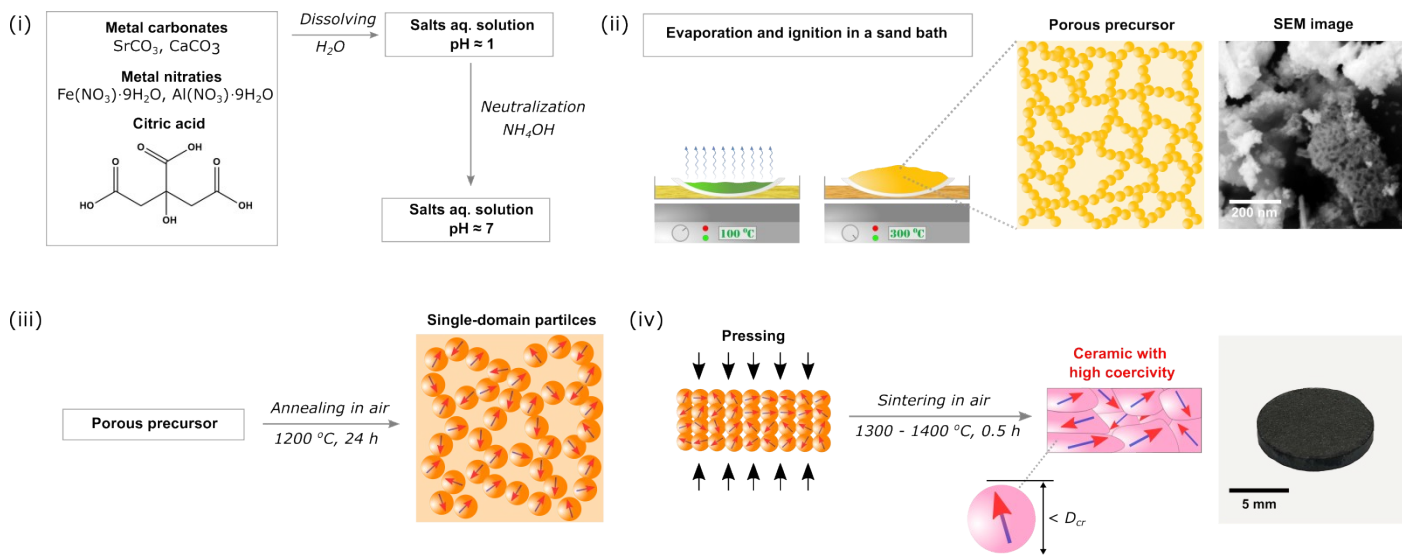 (i)
Metal carbonates
SrCO3, CaCO3
Metal nitraties
Fe(NO3)·9H2O, Al(NO3)·9H2O
Citric acid
O
OH
O
O
HO
OH
OH
Dissolving
H2O
Salts aq. solution
pH ≈ 1
Neutralization
NH4OH
Salts aq. solution
pH ≈ 7
(ii)
Evaporation and ignition in a sand bath
100 °C
300 °C
Porous precursor
SEM image
200 nm
(iii)
Porous precursor
Annealing in air
1200 °C, 24 h
Single-domain partilces
(iv)
Pressing
Sintering in air
1300 - 1400 °C, 0.5 h
Ceramic with
high coercivity
< Dcr
5 mm